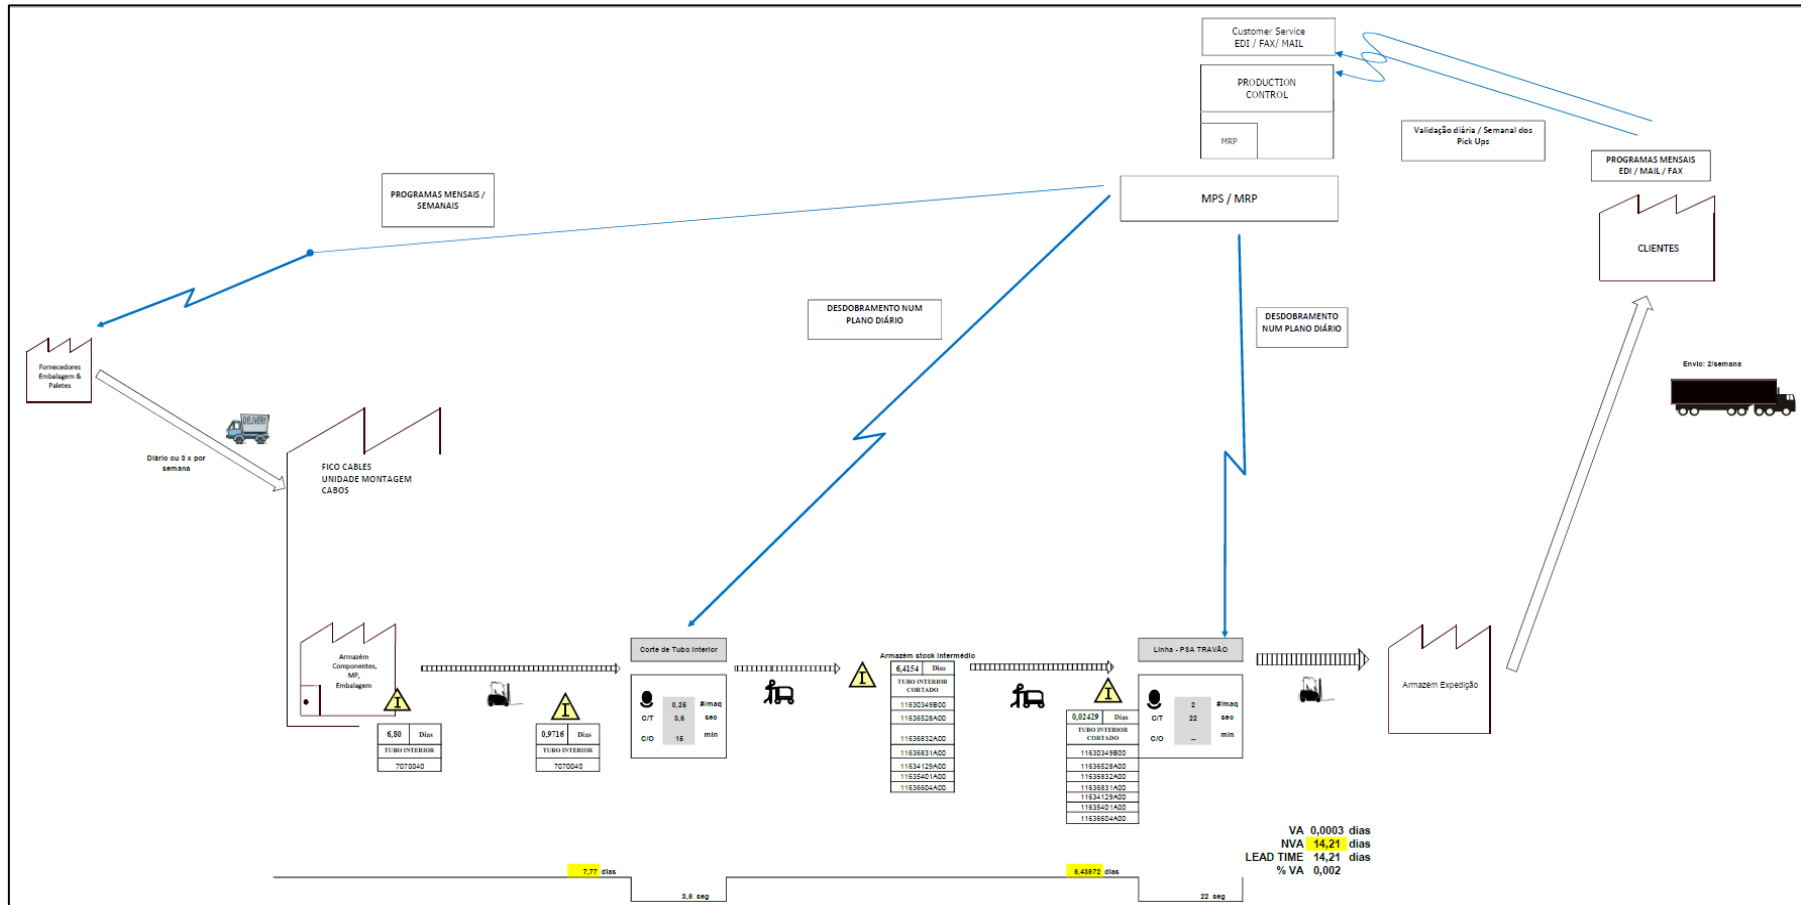 Customer Service
EDI / FAX/ MAIL
PRODUCTION
CONTROL
MRP
Validação diária / Semanal dos
Pick Ups
PROGRAMAS MENSAIS
EDI / MAIL / FAX
CLIENTES
PROGRAMAS MENSAIS /
SEMANAIS
MPS / MRP
DESDOBRAMENTO NUM
PLANO DIÁRIO
DESDOBRAMENTO
NUM PLANO DIÁRIO
Fornecedores
Embalagem &
Paletes
DELIVERY
Diário ou 3 x por
semana
Envio: 2/semana
FICO CABLES
UNIDADE MONTAGEM
CABOS
Armazém
Componentes,
MP,
Embalagem
I
6,80 Dias
TUBO INTERIOR
7070040
I
0,9716 Dias
TUBO INTERIOR
7070040
Corte de Tubo Interior
0,25 #/maq
C/T 3,6 sec
C/O 15 min
I
Armazém stock Intermédio
6,4154 Dias
TUBO INTERIOR
CORTADO
11630349B00
11636528A00
11636832A00
11636831A00
11634129A00
11635401A00
11636604A00
I
0,02429 Dias
TUBO INTERIOR
CORTADO
11630349B00
11636528A00
11636832A00
11636831A00
11634129A00
11635401A00
11636604A00
Linha - PSA TRAVÃO
2 #/maq
C/T 22 sec
C/O -- min
Armazém Expedição
VA 0,0003 dias
NVA 14,21 dias
LEAD TIME 14,21 dias
% VA 0,002
7,77 dias
3,6 seg
6,43972 dias
22 seg